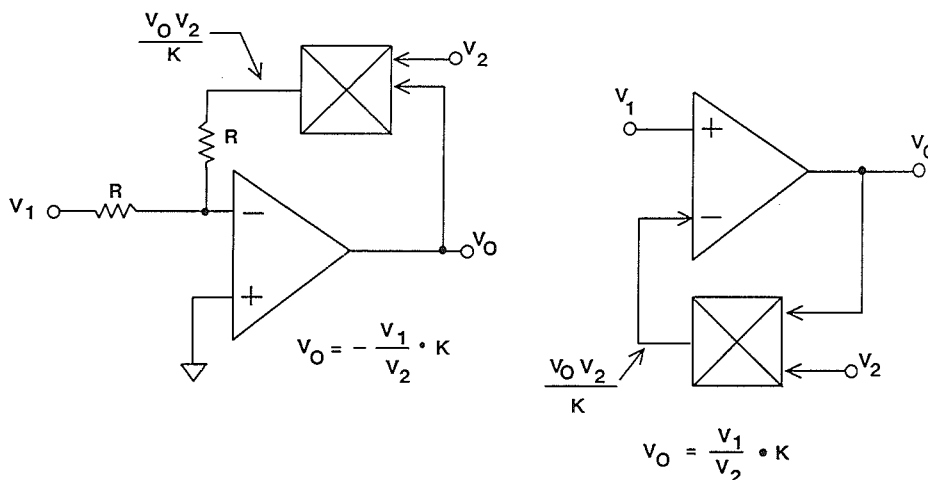 V_O V_2
K
V_2
R
R
V_1
−
+
V_O
V_O = − V_1 / V_2 • K
V_1
+
−
V_O
V_2
V_O V_2
K
V_O = V_1 / V_2 • K